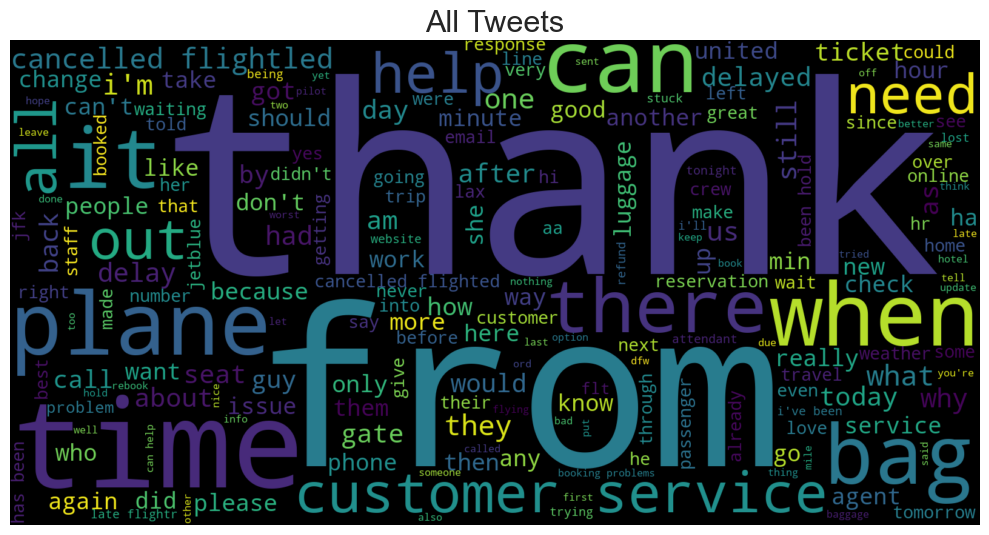 All Tweets
cancelled flightled
response
line
can
united
ticket
could
change
i'm
take
being
yet
help
very
sent
delayed
off
hour
hope
two
pilot
got
one
were
left
stuck
need
can't
waiting
day
minute
good
great
all
it
told
should
another
still
since
better
see
leave
booked
thank
email
lost
same
like
yes
by
didn't
going
after
hi
tonight
over
done
her
lax
luggage
crew
been hold
online
think
jfk
people
that
don't
getting
trip
she
make
as
back
staff
worst
am
aa
i'll
us
hr
ha
late
out
jetblue
had
website
keep
home
work
refund
up
book
min
tried
hotel
delay
cancelled flighted
nothing
reservation
wait
new
tell
right
number
because
never
way
check
update
plane
made
into
how
there
when
too
let
say
more
customer
before
here
last
option
next
attendant
due
from
really
weather
some
best
want
seat
guy
ord
dfw
call
rebook
about
only
give
would
flt
travel
you're
hold
what
problem
issue
them
their
know
through
passenger
even
today
why
time
nice
flying
bad
already
i've been
gate
they
put
love
service
bag
well
info
who
can help
phone
then
called
any
he
go
said
someone
booking problems
thing
mile
has been
again
did
please
customer service
agent
other
first
late flightr
also
trying
baggage
tomorrow